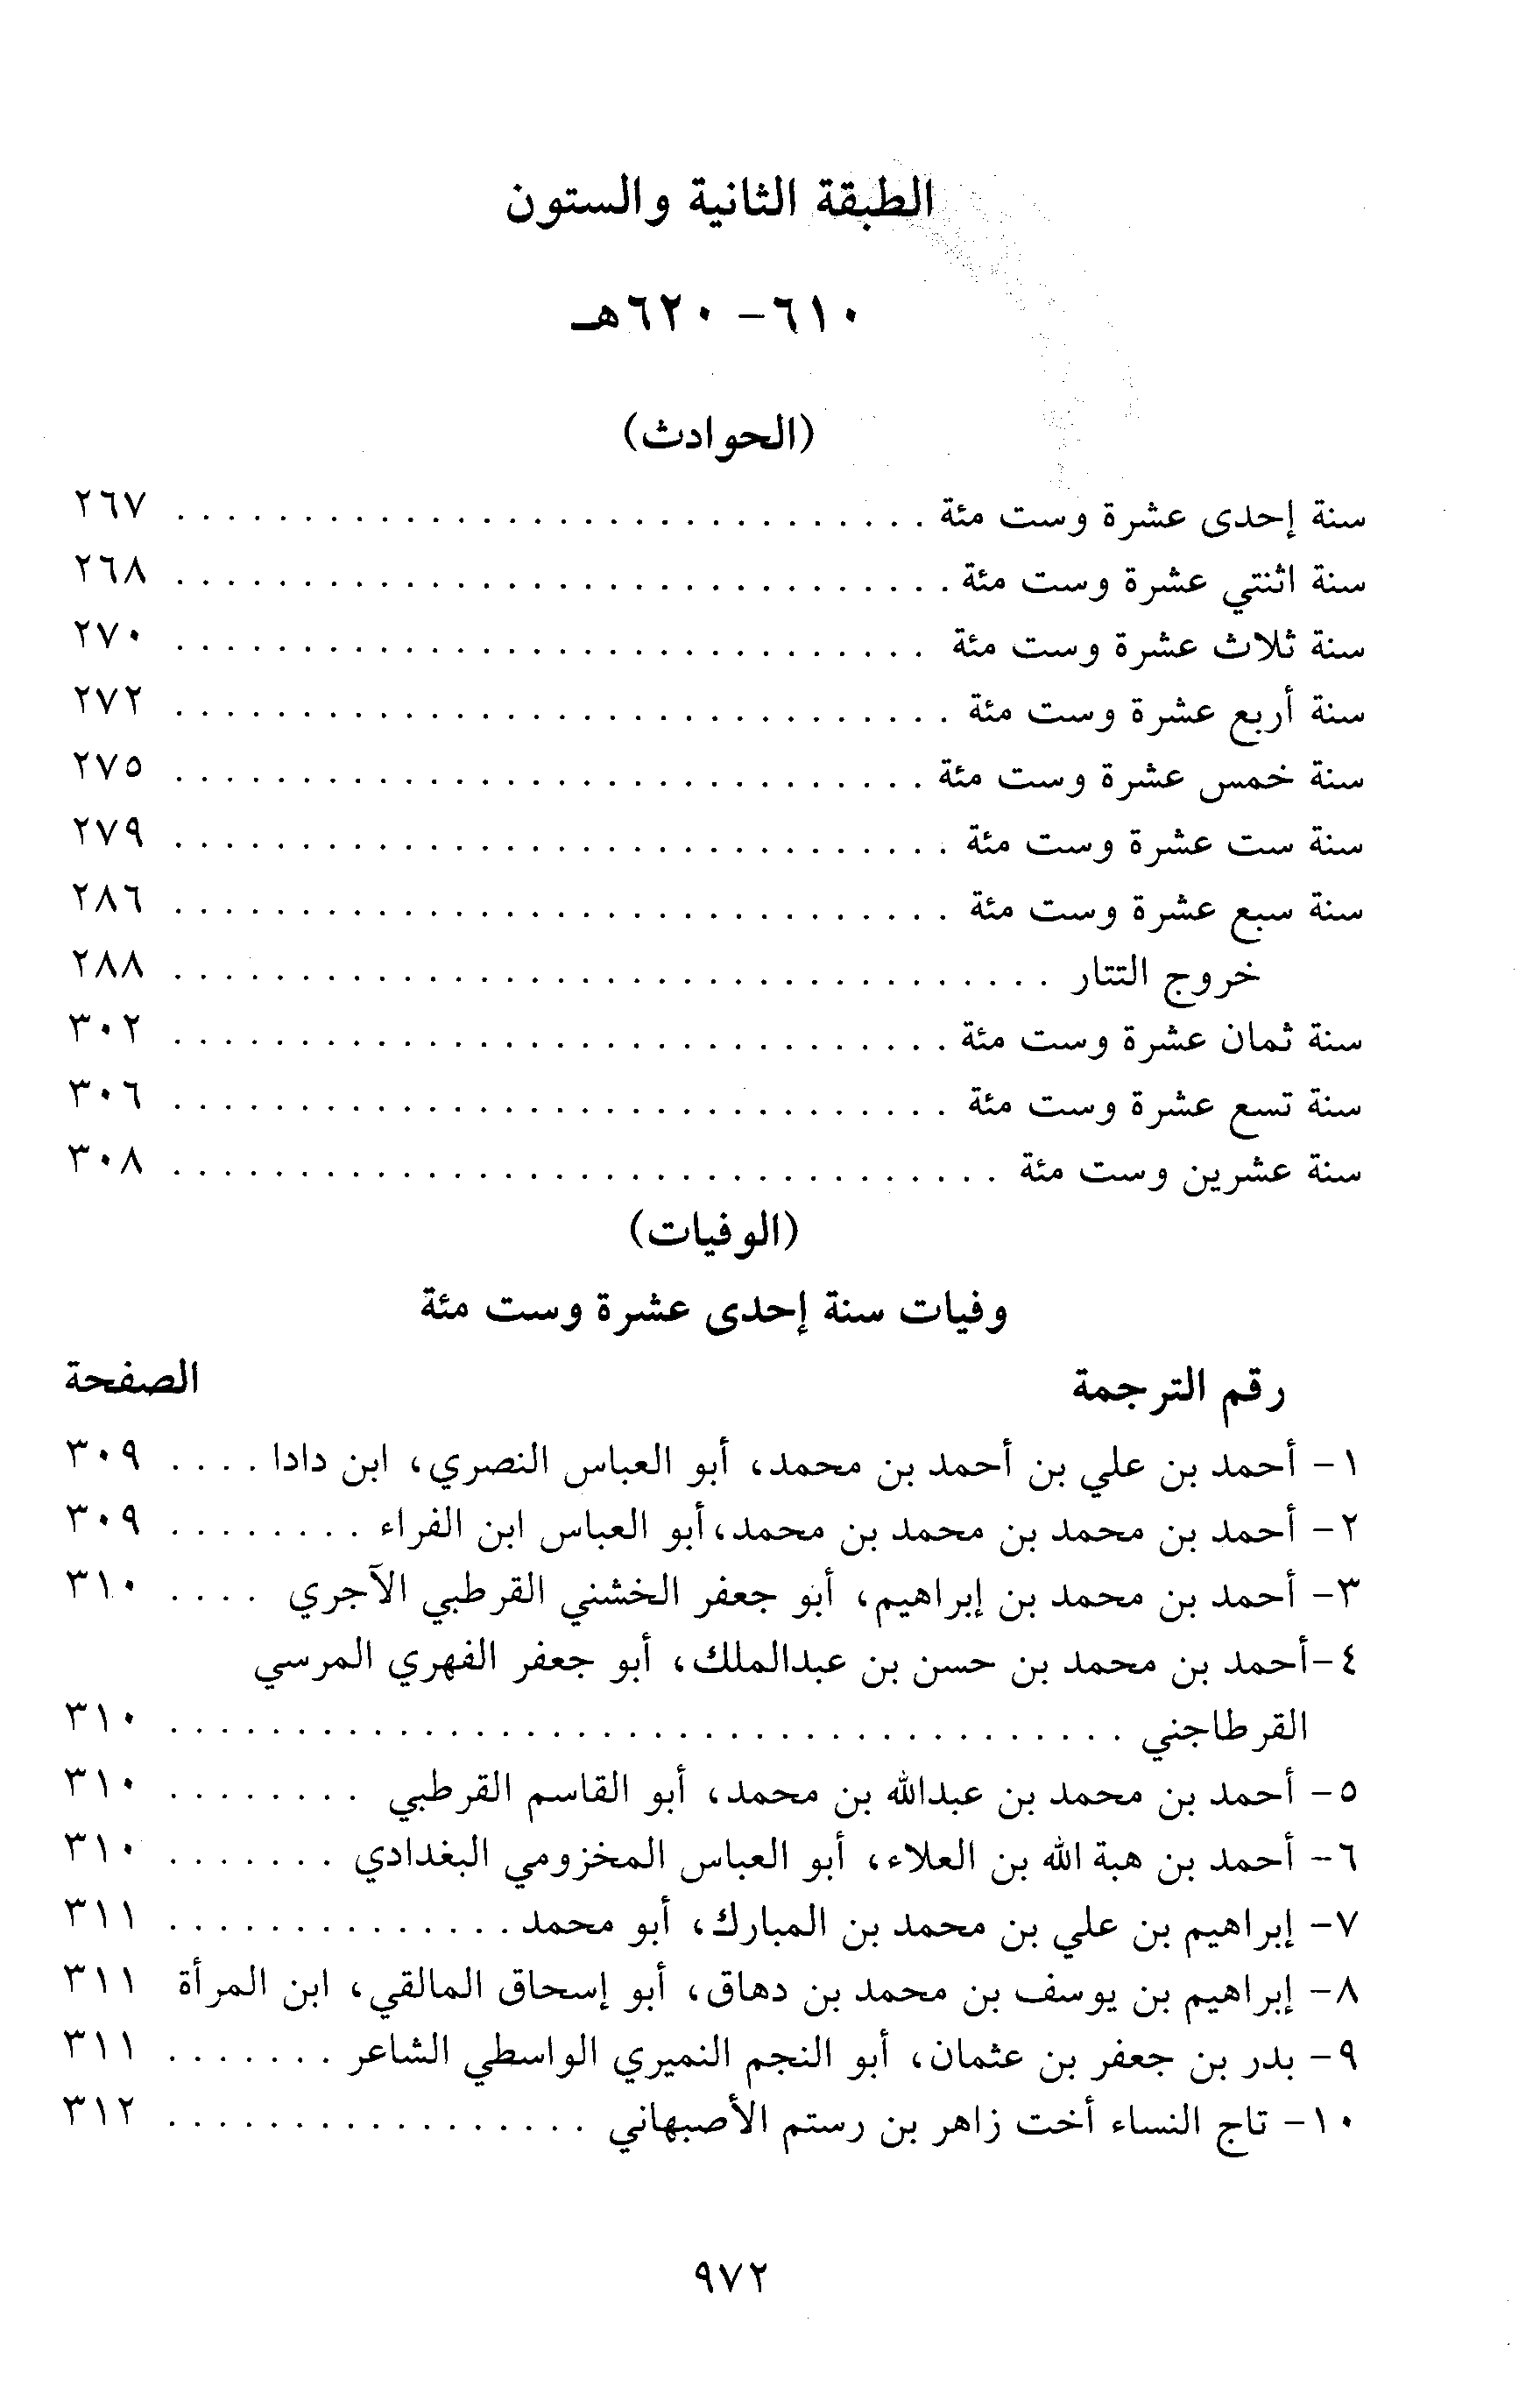 الطبقة الثانية والستون
٦١٠- ٦٢٠هـ
(الحوادث)
سنة إحدى عشرة وست مئة . . . . . . . . . . . . . . . . . . . . . . . . . . . . . . ٢٦٧
سنة اثنتي عشرة وست مئة . . . . . . . . . . . . . . . . . . . . . . . . . . . . . . . ٢٦٨
سنة ثلاث عشرة وست مئة . . . . . . . . . . . . . . . . . . . . . . . . . . . . . . ٢٧٠
سنة أربع عشرة وست مئة . . . . . . . . . . . . . . . . . . . . . . . . . . . . . . . ٢٧٢
سنة خمس عشرة وست مئة . . . . . . . . . . . . . . . . . . . . . . . . . . . . . . ٢٧٥
سنة ست عشرة وست مئة . . . . . . . . . . . . . . . . . . . . . . . . . . . . . . . ٢٧٩
سنة سبع عشرة وست مئة . . . . . . . . . . . . . . . . . . . . . . . . . . . . . . . ٢٨٦
خروج التتار . . . . . . . . . . . . . . . . . . . . . . . . . . . . . . . . . . . ٢٨٨
سنة ثمان عشرة وست مئة . . . . . . . . . . . . . . . . . . . . . . . . . . . . . . . ٣٠٢
سنة تسع عشرة وست مئة . . . . . . . . . . . . . . . . . . . . . . . . . . . . . . . ٣٠٦
سنة عشرين وست مئة . . . . . . . . . . . . . . . . . . . . . . . . . . . . . . . . . ٣٠٨
(الوفيات)
وفيات سنة إحدى عشرة وست مئة
رقم الترجمة الصفحة
١- أحمد بن علي بن أحمد بن محمد، أبو العباس النصري، ابن دادا . . . . ٣٠٩
٢- أحمد بن محمد بن محمد بن محمد،أبو العباس ابن الفراء . . . . . . . . ٣٠٩
٣- أحمد بن محمد بن إبراهيم، أبو جعفر الخشني القرطبي الآجري . . . . ٣١٠
٤-أحمد بن محمد بن حسن بن عبدالملك، أبو جعفر الفهري المرسي
القرطاجني . . . . . . . . . . . . . . . . . . . . . . . . . . . . . . . . . . . . . . ٣١٠
٥- أحمد بن محمد بن عبدالله بن محمد، أبو القاسم القرطبي . . . . . . . . ٣١٠
٦- أحمد بن هبة الله بن العلاء، أبو العباس المخزومي البغدادي . . . . . . . ٣١٠
٧- إبراهيم بن علي بن محمد بن المبارك، أبو محمد . . . . . . . . . . . . . . ٣١١
٨- إبراهيم بن يوسف بن محمد بن دهاق، أبو إسحاق المالقي، ابن المرأة ٣١١
٩- بدر بن جعفر بن عثمان، أبو النجم النميري الواسطي الشاعر . . . . . . . ٣١١
١٠- تاج النساء أخت زاهر بن رستم الأصبهاني . . . . . . . . . . . . . . . . . ٣١٢
٩٧٢